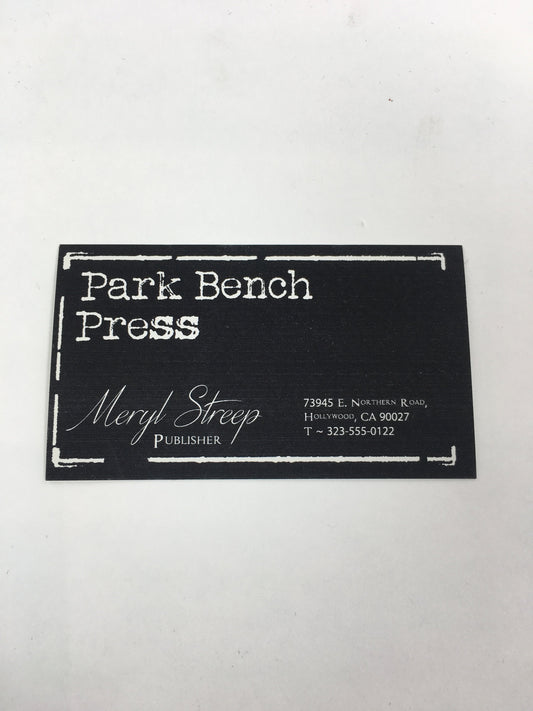 Park Bench
Press
Meryl Streep
Publisher
73945 E. Northern Road,
Hollywood, CA 90027
T ~ 323-555-0122